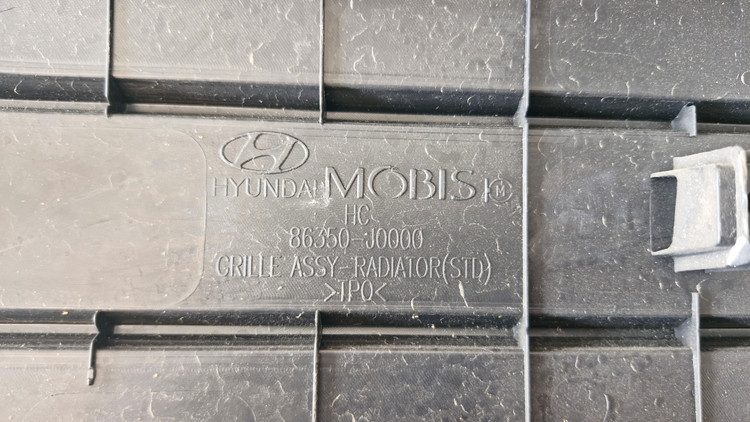 HYUNDAI MOBIS M
HC
86350-J0000
GRILLE ASSY-RADIATOR(STD)
>TPO<